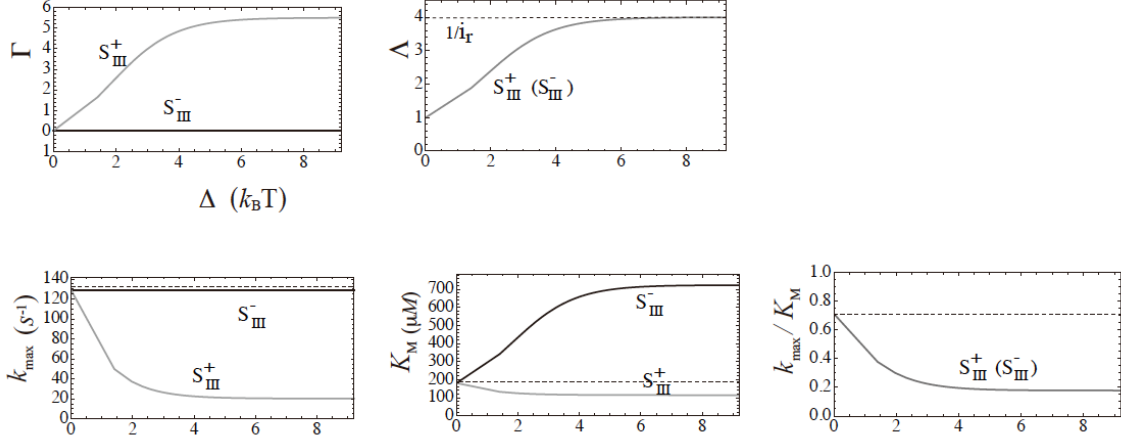 Γ
6
5
4
3
2
1
0
1
S⁺III
S⁻III
0 2 4 6 8
Δ (kBT)
Λ
5
4
3
2
1
0
1/ir
S⁺III (S⁻III)
0 2 4 6 8
kmax (s⁻¹)
140
120
100
80
60
40
20
0
S⁻III
S⁺III
0 2 4 6 8
KM (μM)
700
600
500
400
300
200
100
0
S⁻III
S⁺III
0 2 4 6 8
kmax/ KM
1.0
0.8
0.6
0.4
0.2
0.0
S⁺III (S⁻III)
0 2 4 6 8